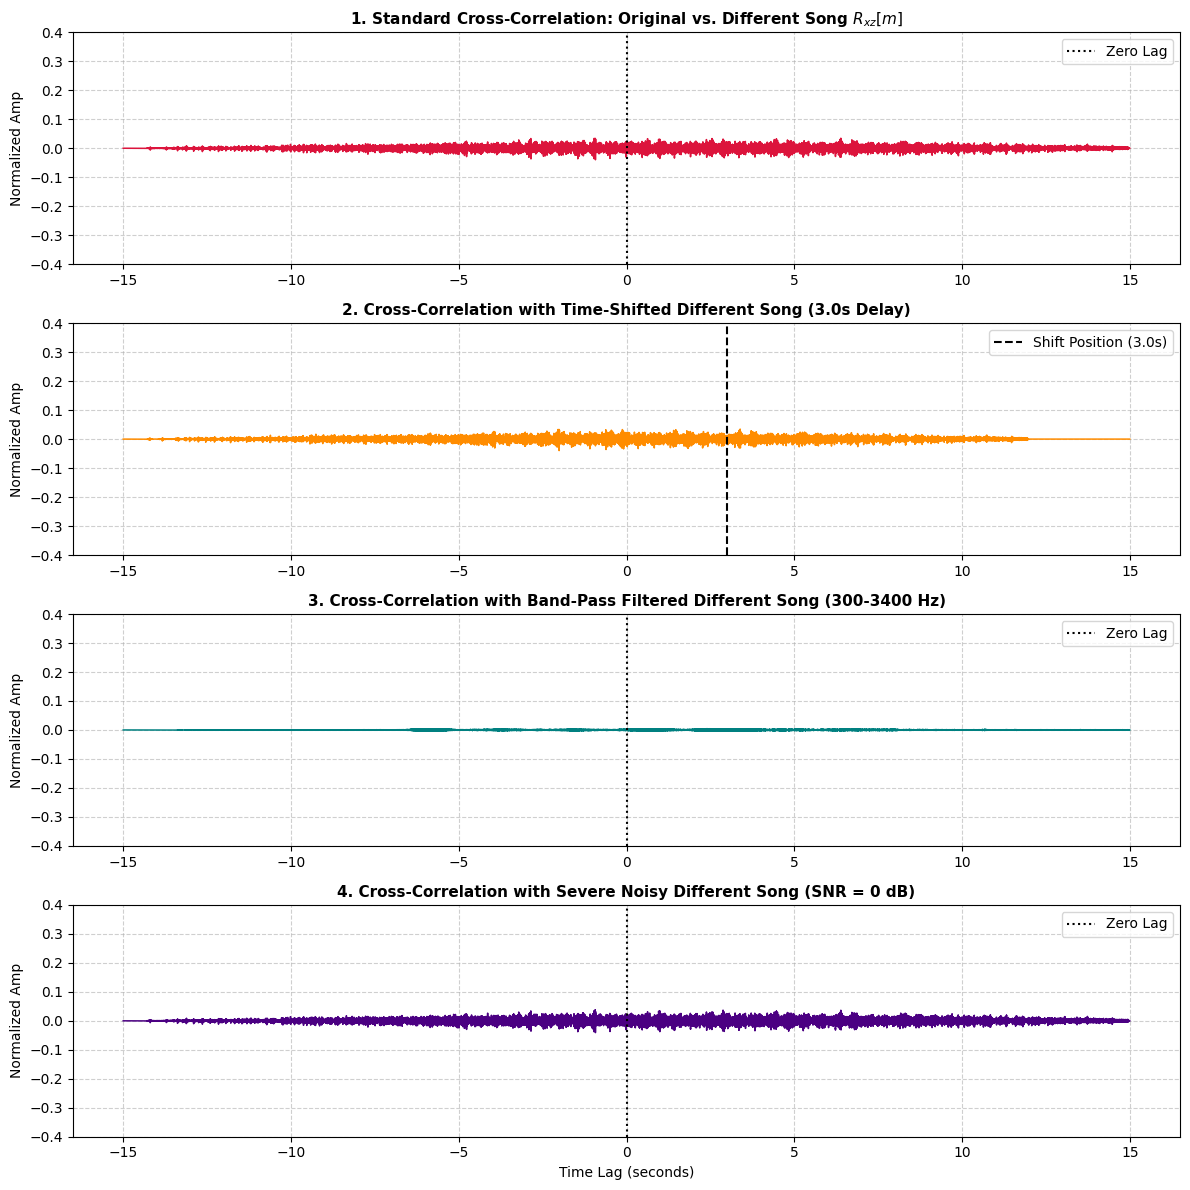 1. Standard Cross-Correlation: Original vs. Different Song $R_{xz}[m]$
Normalized Amp
0.4
0.3
0.2
0.1
0.0
−0.1
−0.2
−0.3
−0.4
Zero Lag
−15 −10 −5 0 5 10 15
2. Cross-Correlation with Time-Shifted Different Song (3.0s Delay)
Normalized Amp
0.4
0.3
0.2
0.1
0.0
−0.1
−0.2
−0.3
−0.4
Shift Position (3.0s)
−15 −10 −5 0 5 10 15
3. Cross-Correlation with Band-Pass Filtered Different Song (300-3400 Hz)
Normalized Amp
0.4
0.3
0.2
0.1
0.0
−0.1
−0.2
−0.3
−0.4
Zero Lag
−15 −10 −5 0 5 10 15
4. Cross-Correlation with Severe Noisy Different Song (SNR = 0 dB)
Normalized Amp
0.4
0.3
0.2
0.1
0.0
−0.1
−0.2
−0.3
−0.4
Zero Lag
−15 −10 −5 0 5 10 15
Time Lag (seconds)